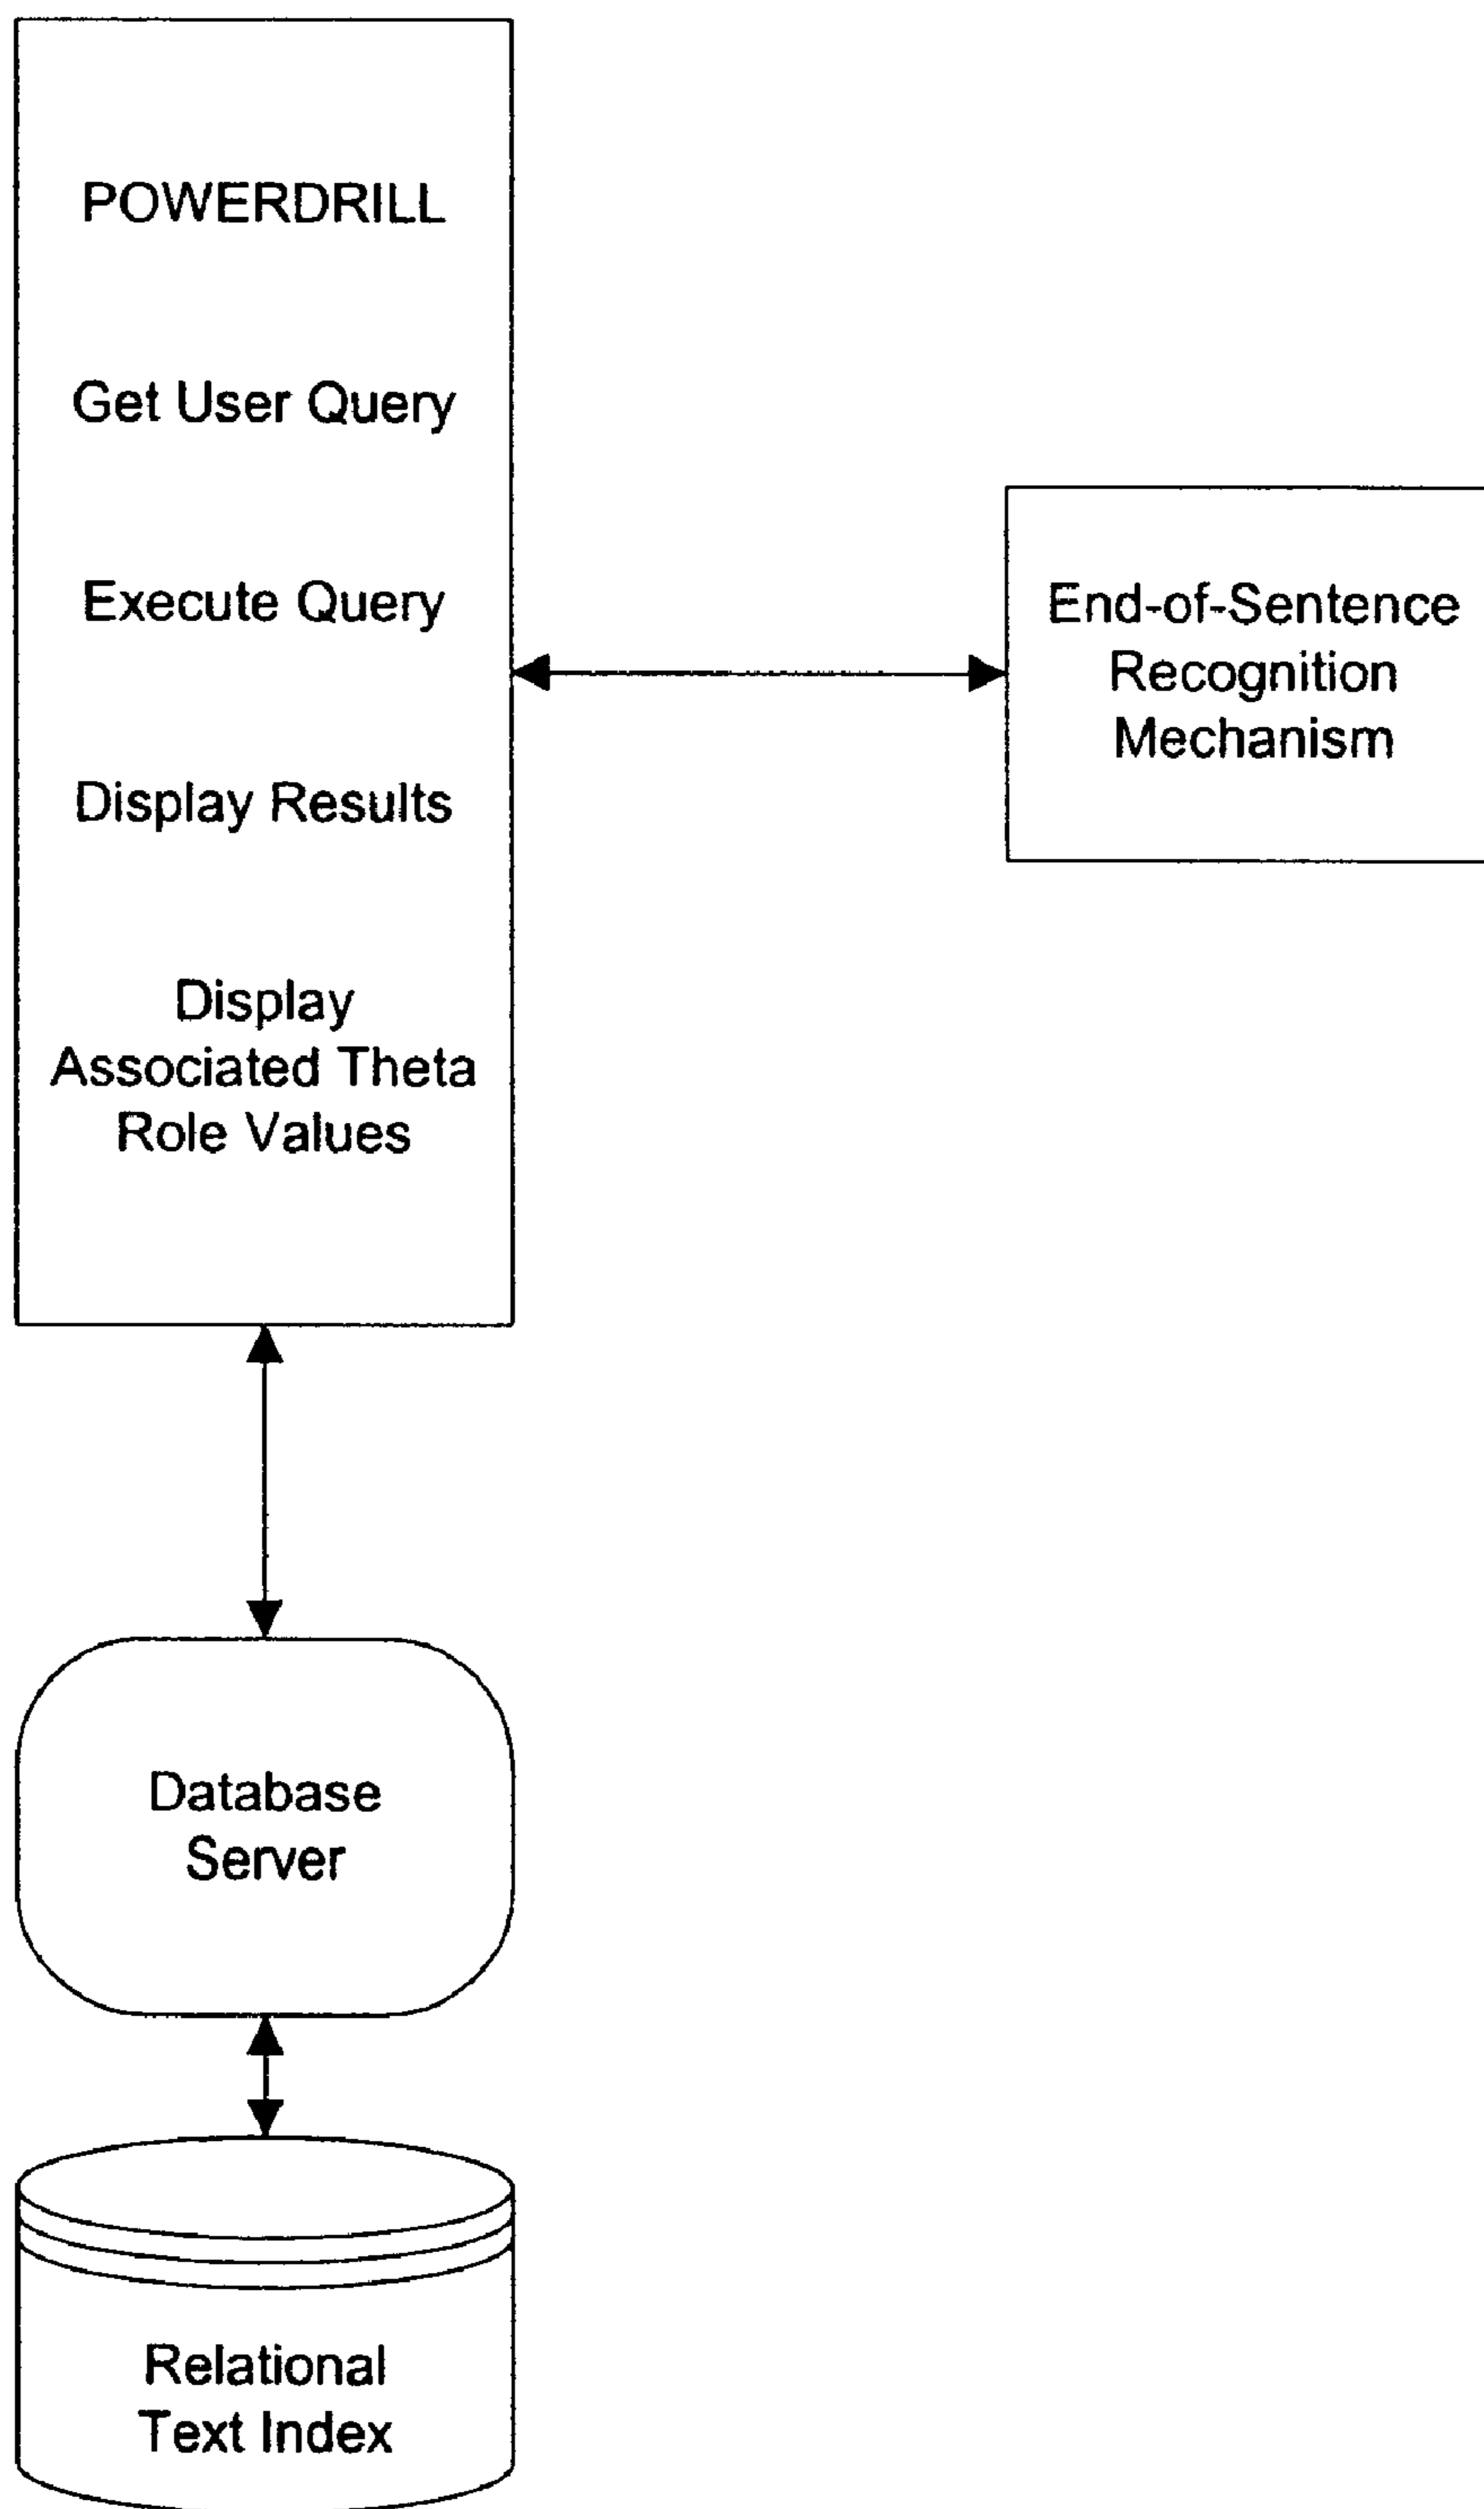 POWERDRILL
Get User Query
Execute Query
Display Results
Display
Associated Theta
Role Values
End-of-Sentence
Recognition
Mechanism
Database
Server
Relational
Text Index